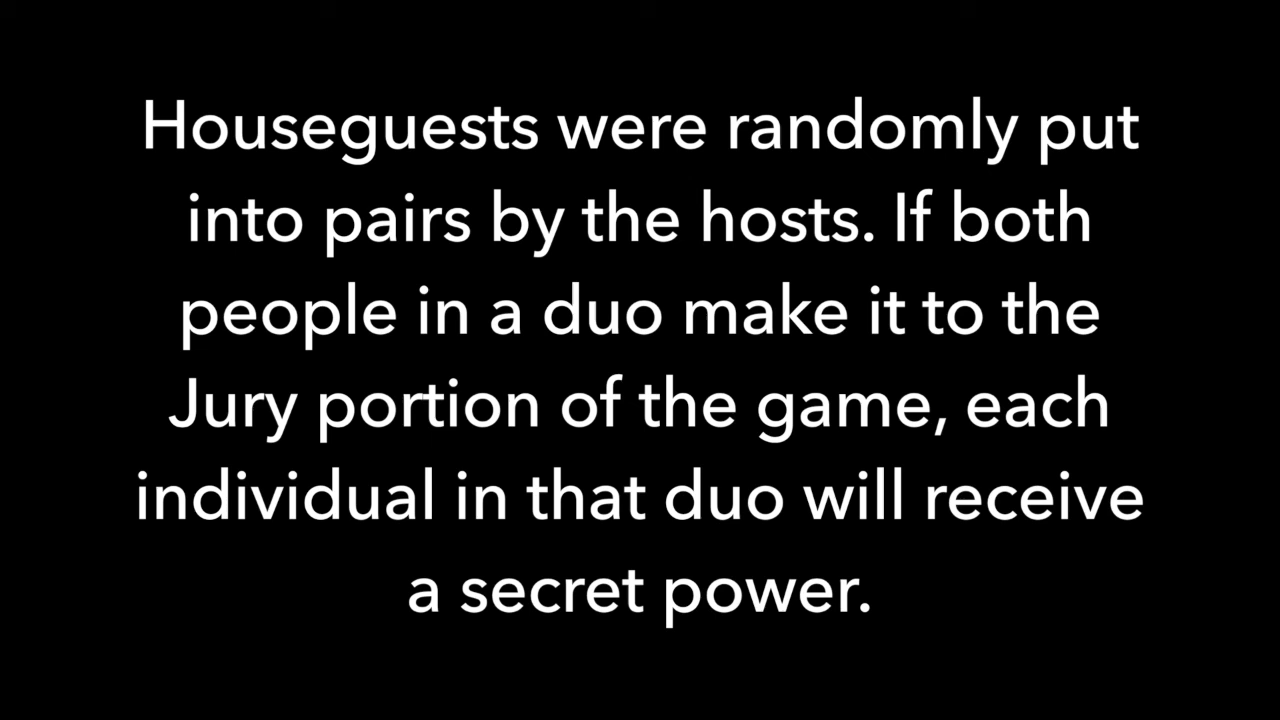 Houseguests were randomly put
into pairs by the hosts. If both
people in a duo make it to the
Jury portion of the game, each
individual in that duo will receive
a secret power.